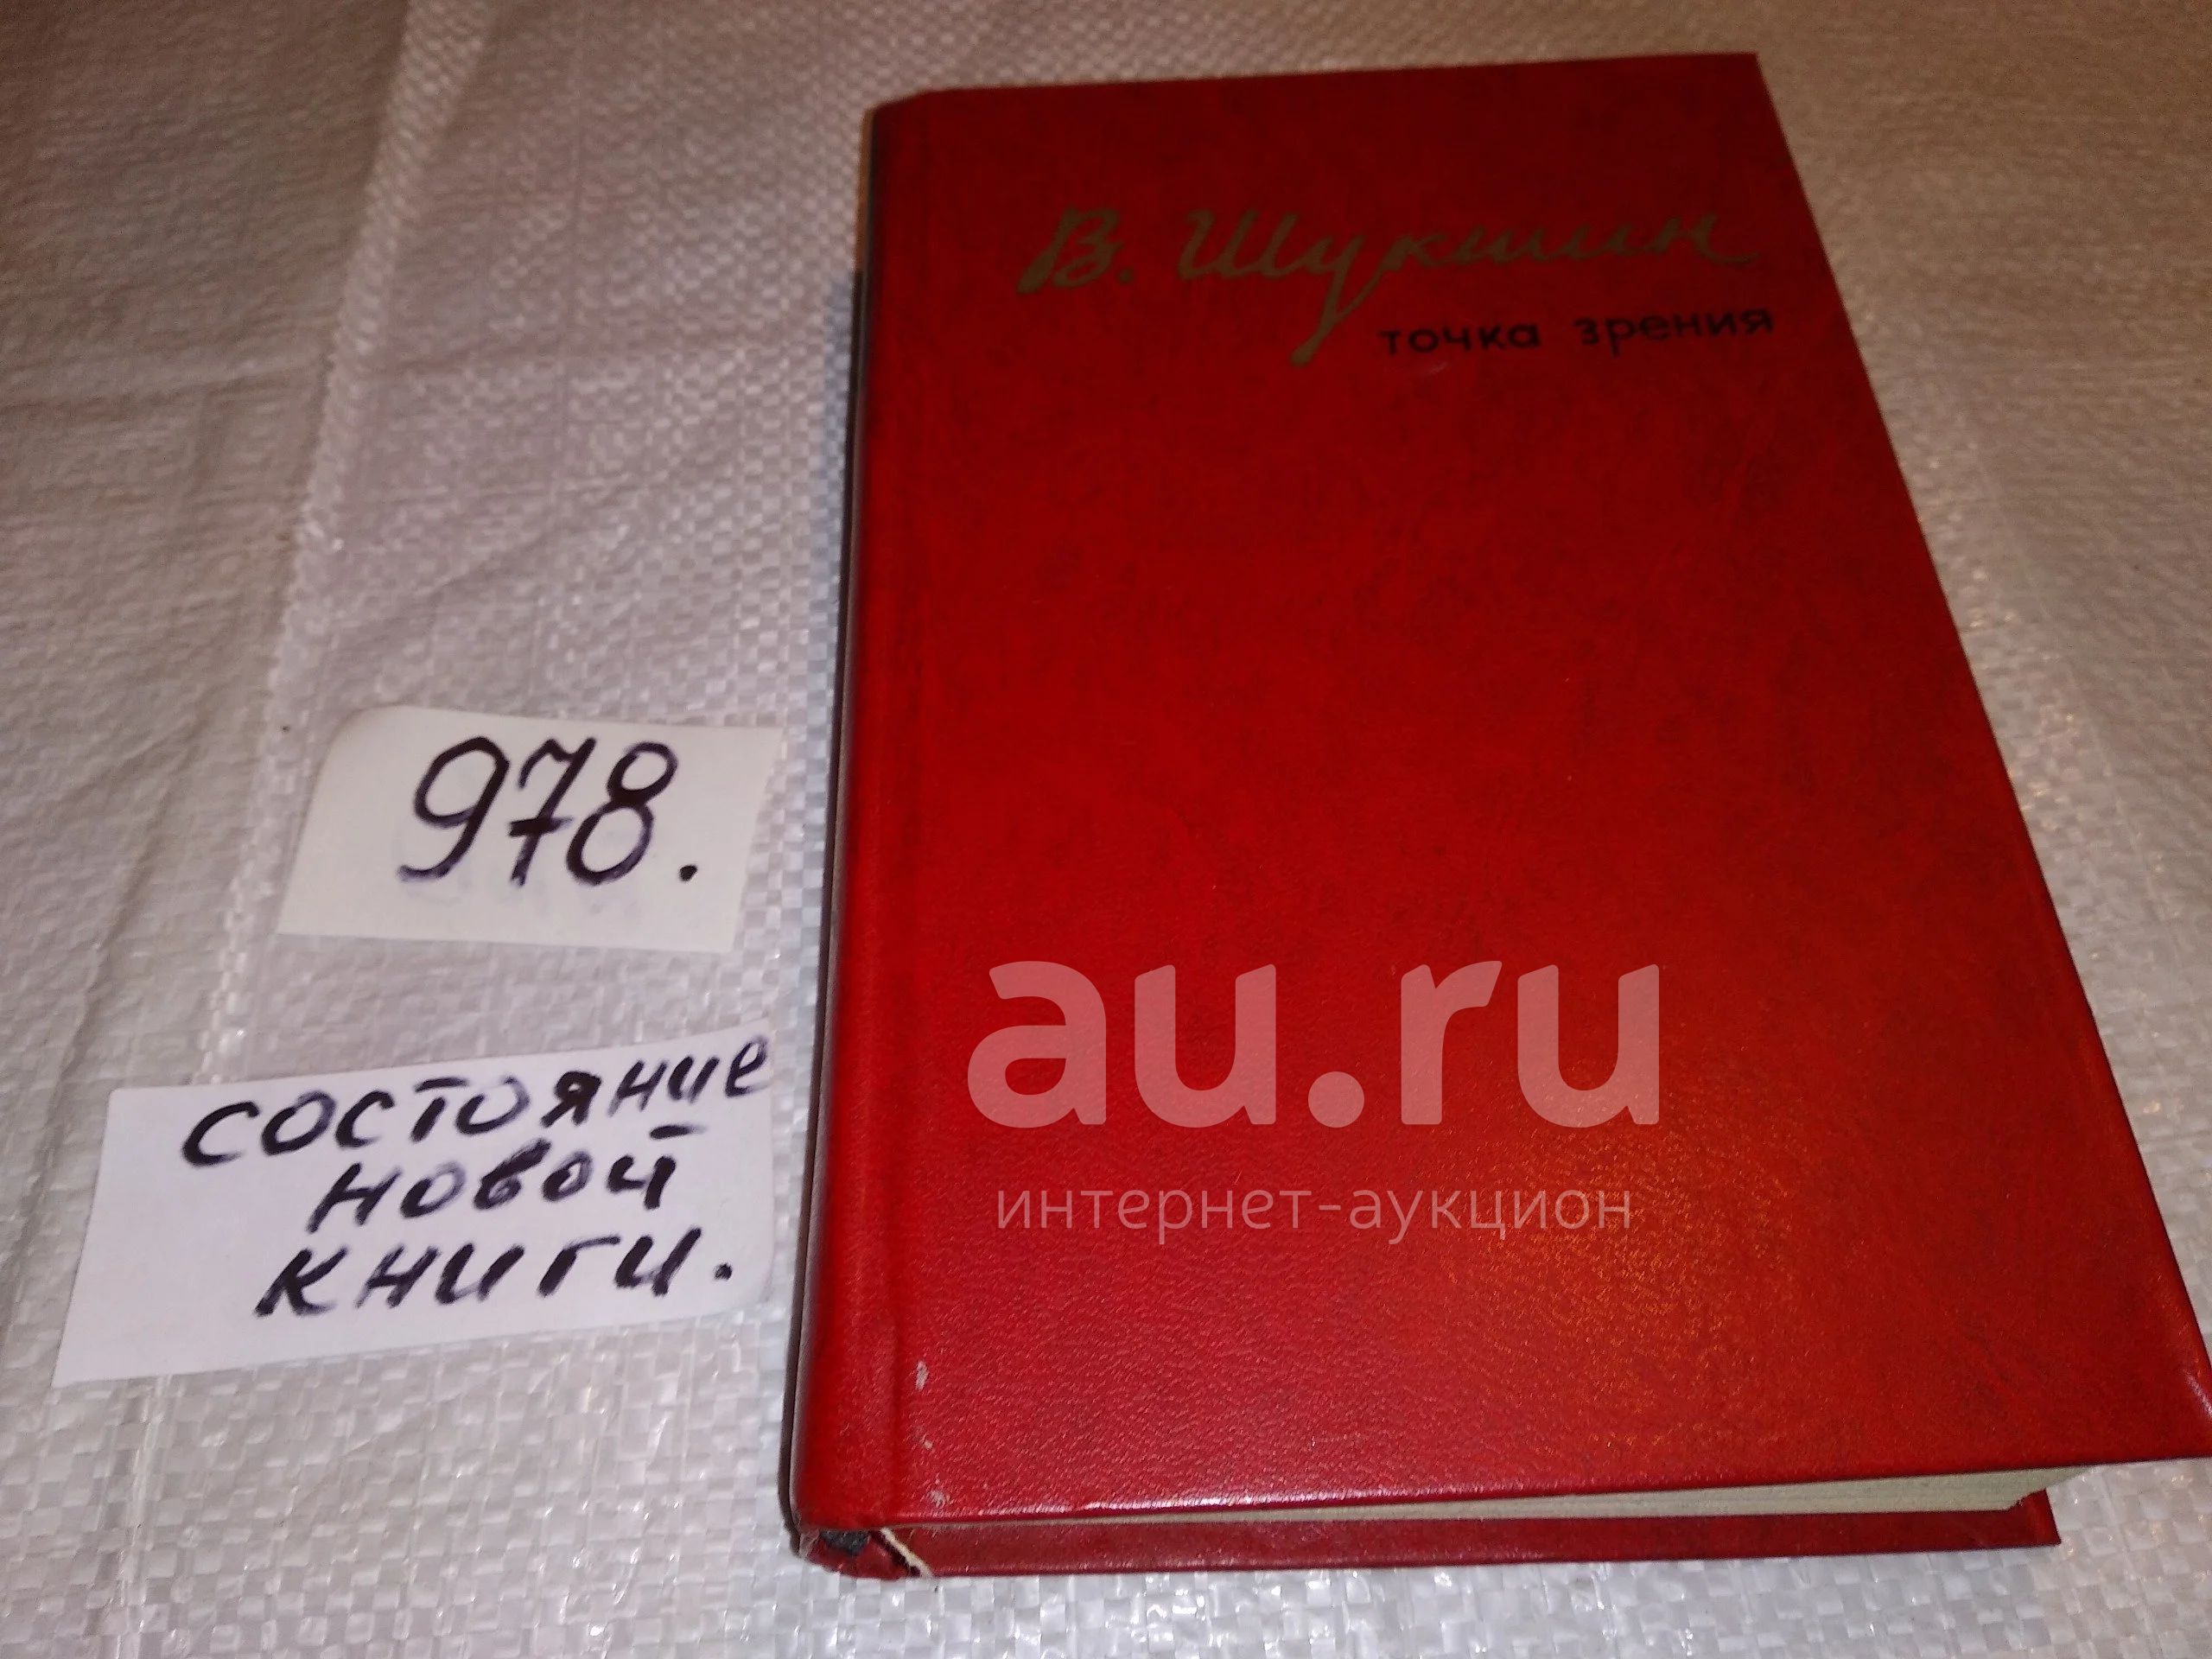 В. Шукшин
точка зрения
978.
состояние
новой
книги.
au.ru
интернет-аукцион